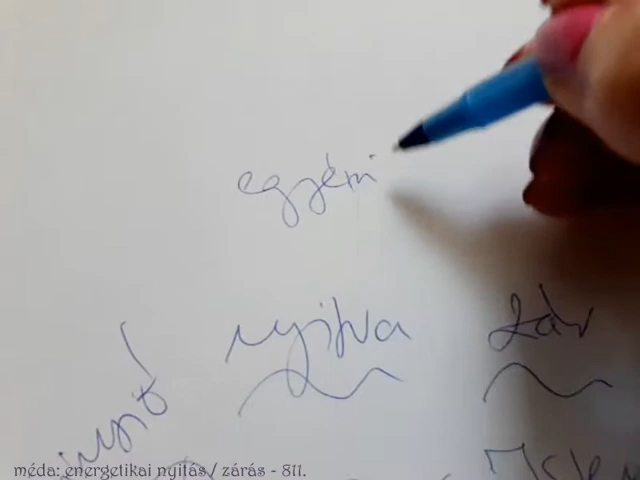 egyéni
nyitva zár
méda: energetikai nyitás / zárás - 811.